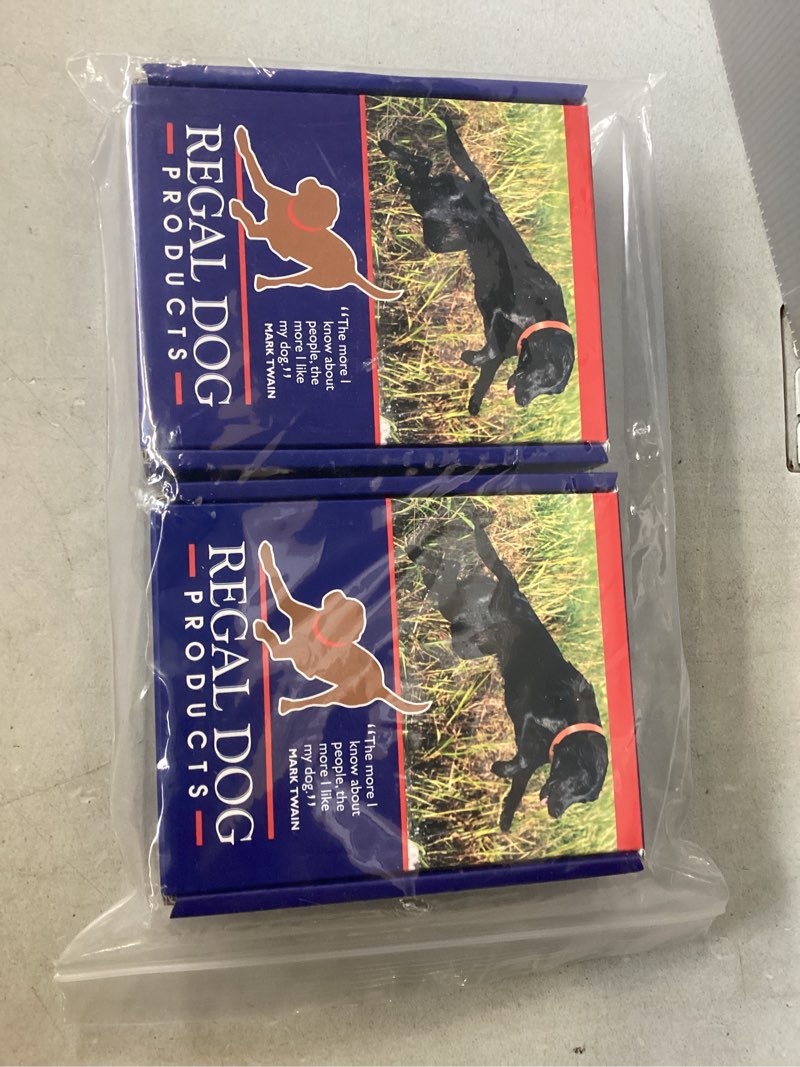 REGAL DOG
PRODUCTS
“The more I
know about
people, the
more I like
my dog.”
MARK TWAIN
REGAL DOG
PRODUCTS
“The more I
know about
people, the
more I like
my dog.”
MARK TWAIN